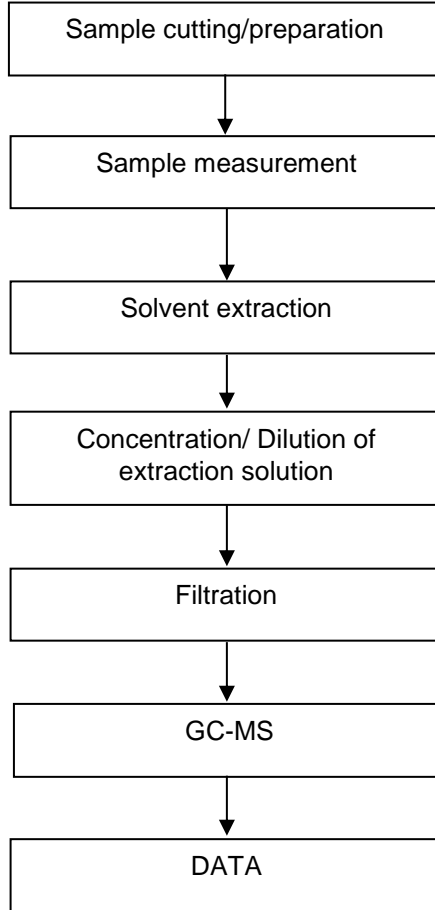 Sample cutting/preparation
Sample measurement
Solvent extraction
Concentration/ Dilution of
extraction solution
Filtration
GC-MS
DATA